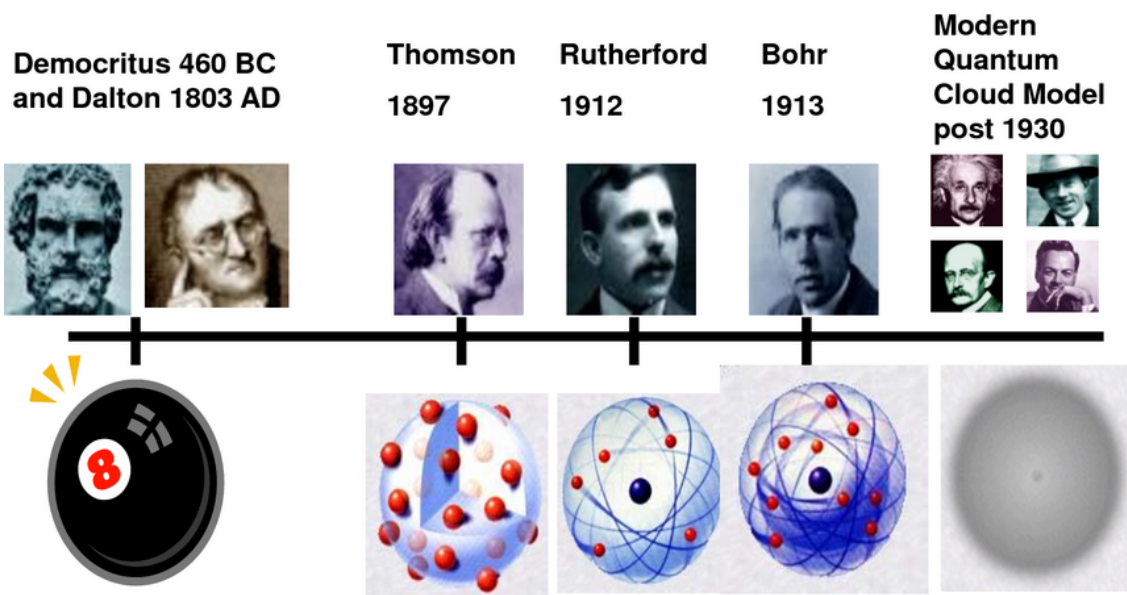 Democritus 460 BC
and Dalton 1803 AD
Thomson
1897
Rutherford
1912
Bohr
1913
Modern
Quantum
Cloud Model
post 1930
8